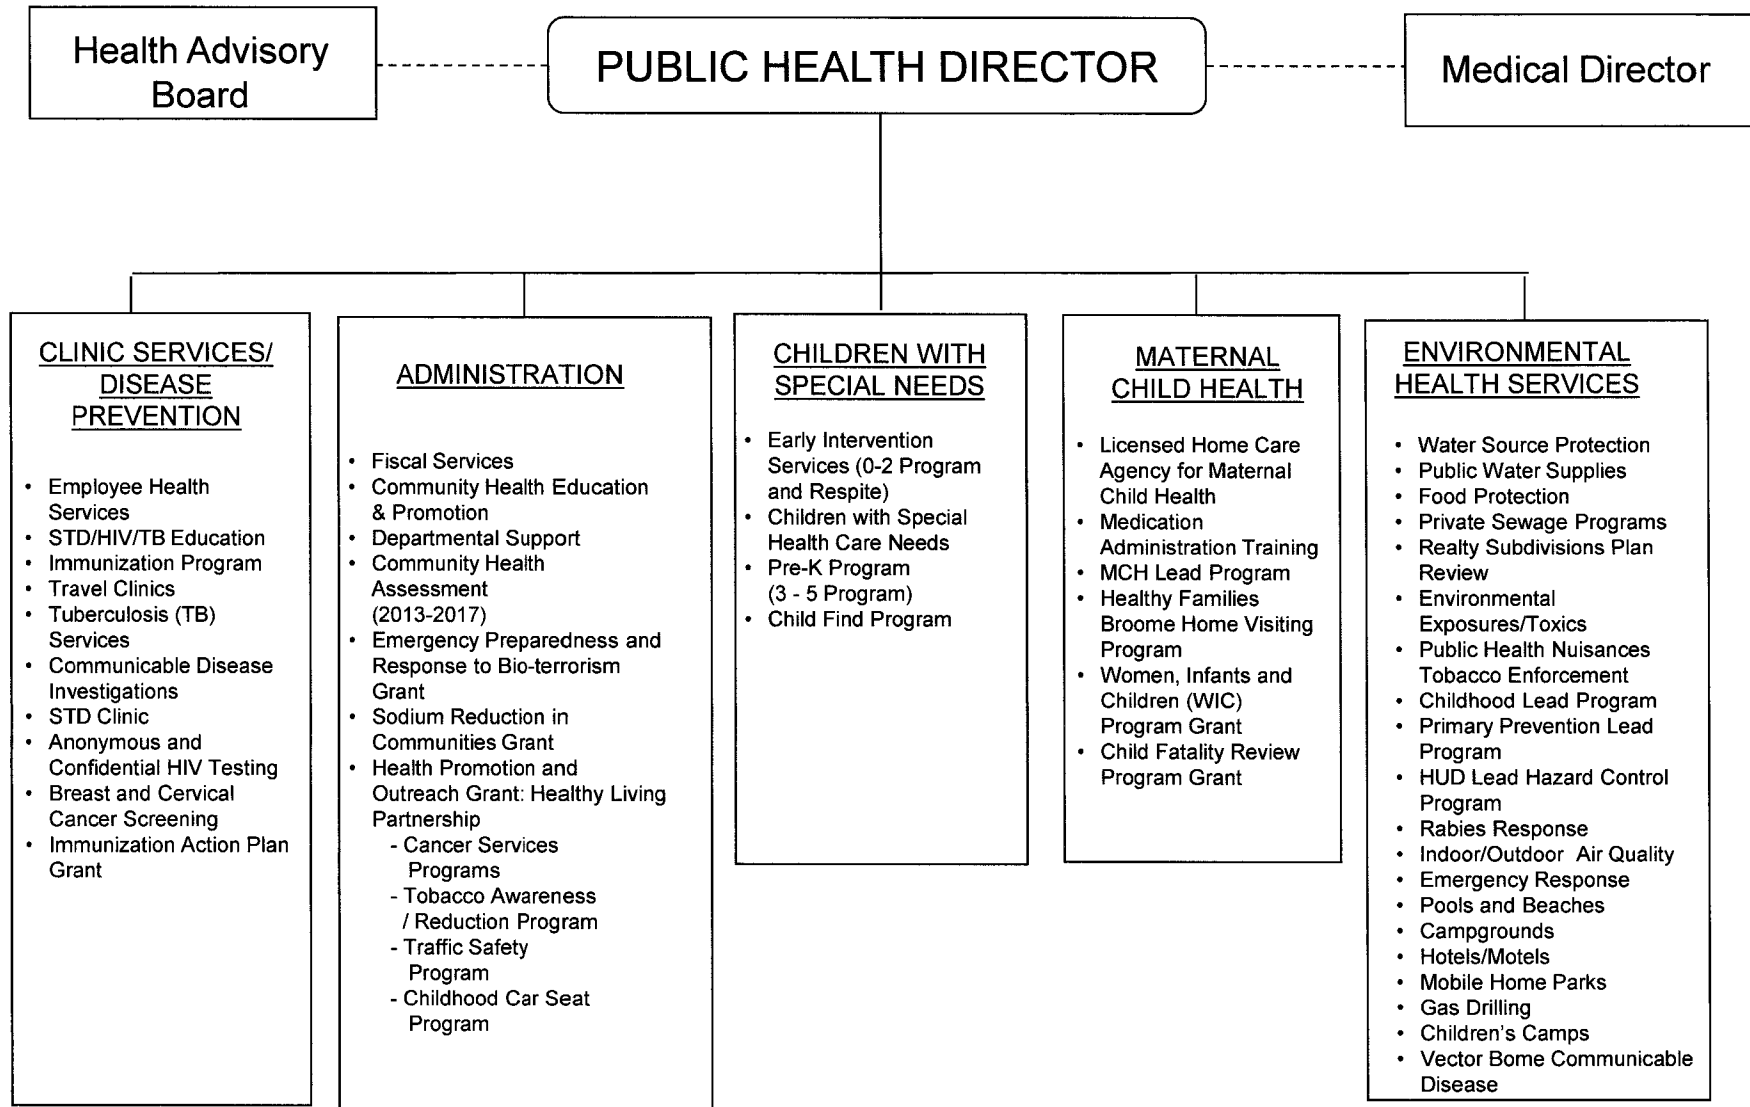 Health Advisory
Board
PUBLIC HEALTH DIRECTOR
Medical Director
CLINIC SERVICES/
DISEASE
PREVENTION
• Employee Health
Services
• STD/HIV/TB Education
• Immunization Program
• Travel Clinics
• Tuberculosis (TB)
Services
• Communicable Disease
Investigations
• STD Clinic
• Anonymous and
Confidential HIV Testing
• Breast and Cervical
Cancer Screening
• Immunization Action Plan
Grant
ADMINISTRATION
• Fiscal Services
• Community Health Education
& Promotion
• Departmental Support
• Community Health
Assessment
(2013-2017)
• Emergency Preparedness and
Response to Bio-terrorism
Grant
• Sodium Reduction in
Communities Grant
• Health Promotion and
Outreach Grant: Healthy Living
Partnership
- Cancer Services
Programs
- Tobacco Awareness
/ Reduction Program
- Traffic Safety
Program
- Childhood Car Seat
Program
CHILDREN WITH
SPECIAL NEEDS
• Early Intervention
Services (0-2 Program
and Respite)
• Children with Special
Health Care Needs
• Pre-K Program
(3 - 5 Program)
• Child Find Program
MATERNAL
CHILD HEALTH
• Licensed Home Care
Agency for Maternal
Child Health
• Medication
Administration Training
• MCH Lead Program
• Healthy Families
Broome Home Visiting
Program
• Women, Infants and
Children (WIC)
Program Grant
• Child Fatality Review
Program Grant
ENVIRONMENTAL
HEALTH SERVICES
• Water Source Protection
• Public Water Supplies
• Food Protection
• Private Sewage Programs
• Realty Subdivisions Plan
Review
• Environmental
Exposures/Toxics
• Public Health Nuisances
Tobacco Enforcement
• Childhood Lead Program
• Primary Prevention Lead
Program
• HUD Lead Hazard Control
Program
• Rabies Response
• Indoor/Outdoor Air Quality
• Emergency Response
• Pools and Beaches
• Campgrounds
• Hotels/Motels
• Mobile Home Parks
• Gas Drilling
• Children's Camps
• Vector Bome Communicable
Disease